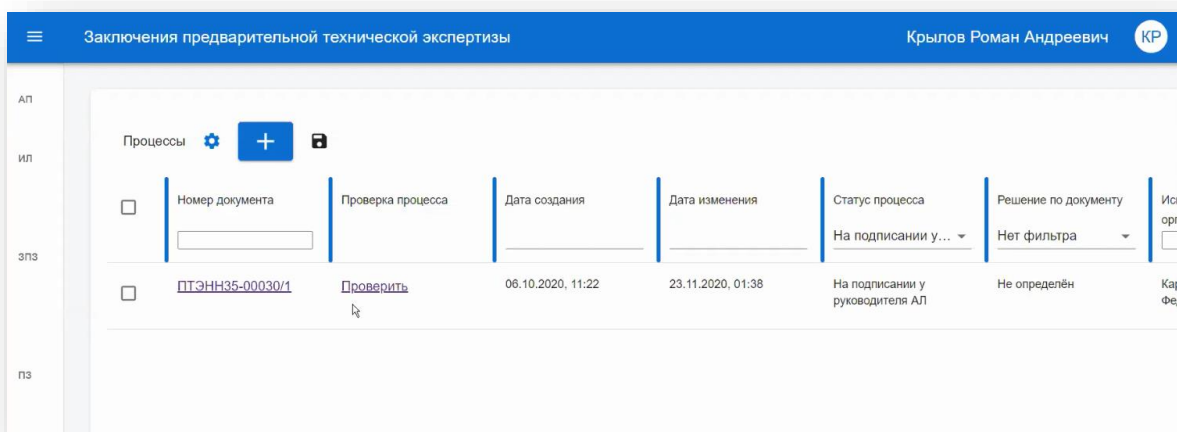 Заключения предварительной технической экспертизы
Крылов Роман Андреевич
КР
АП
ИЛ
ЗПЗ
ПЗ
Процессы
Номер документа
Проверка процесса
Дата создания
Дата изменения
Статус процесса
Решение по документу
На подписании у...
Нет фильтра
ПТЭНН35-00030/1
Проверить
06.10.2020, 11:22
23.11.2020, 01:38
На подписании у
руководителя АЛ
Не определён